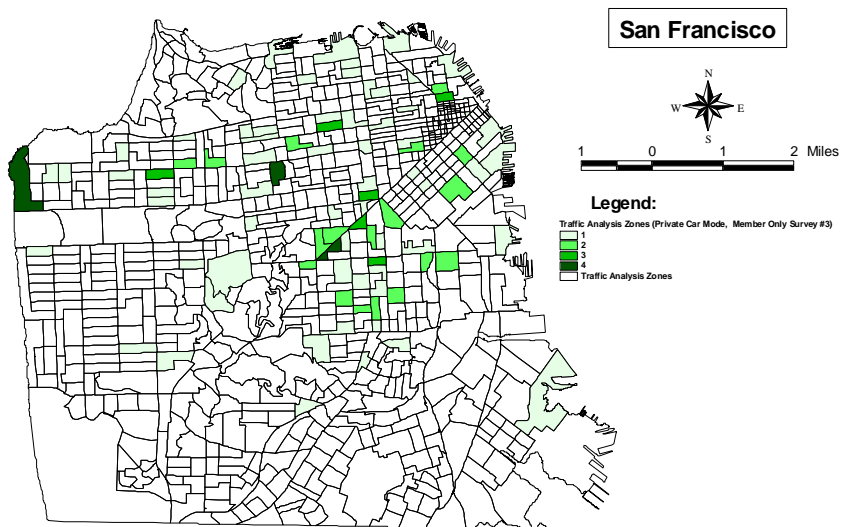 San Francisco
N
W E
S
1 0 1 2 Miles
Legend:
Traffic Analysis Zones (Private Car Mode, Member Only Survey #3)
1
2
3
4
Traffic Analysis Zones